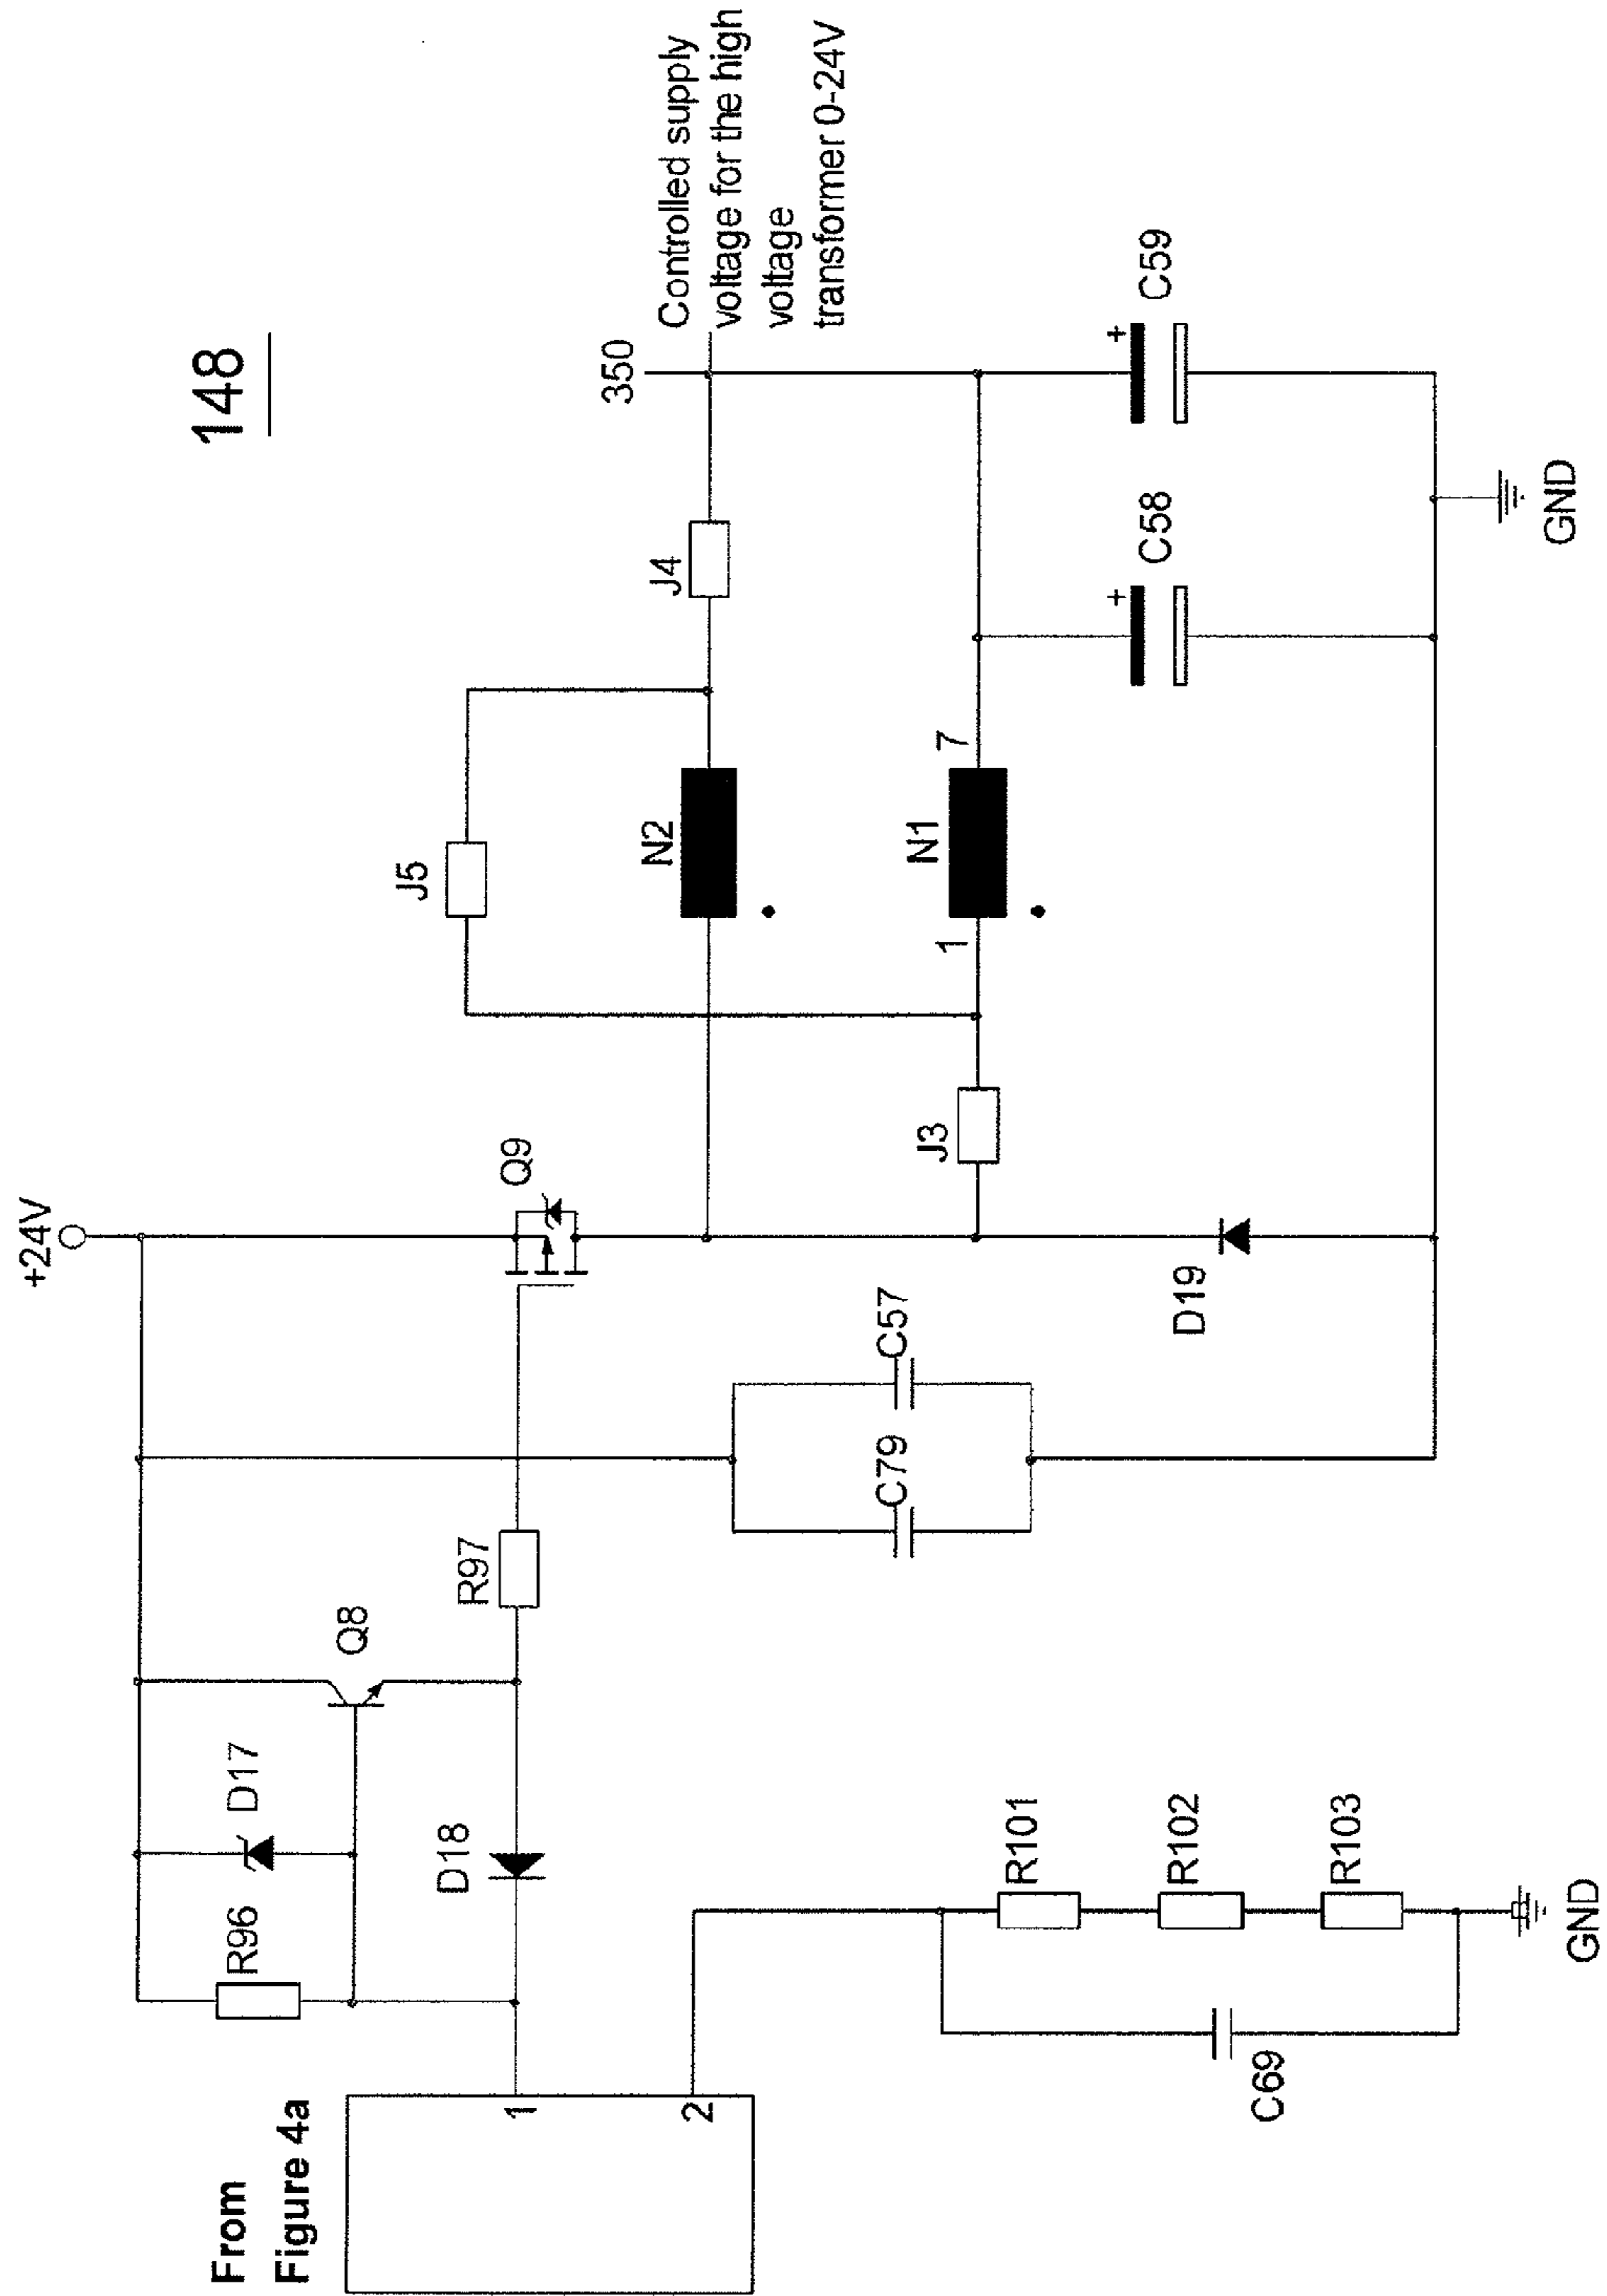 148
From
Figure 4a
1
2
R96
D17
Q8
D18
R97
+24V
Q9
C79
C57
D19
R101
R102
R103
C69
GND
J5
N2
J4
J3
1
N1
7
350
Controlled supply
voltage for the high
voltage
transformer 0-24V
+
C58
+
C59
GND